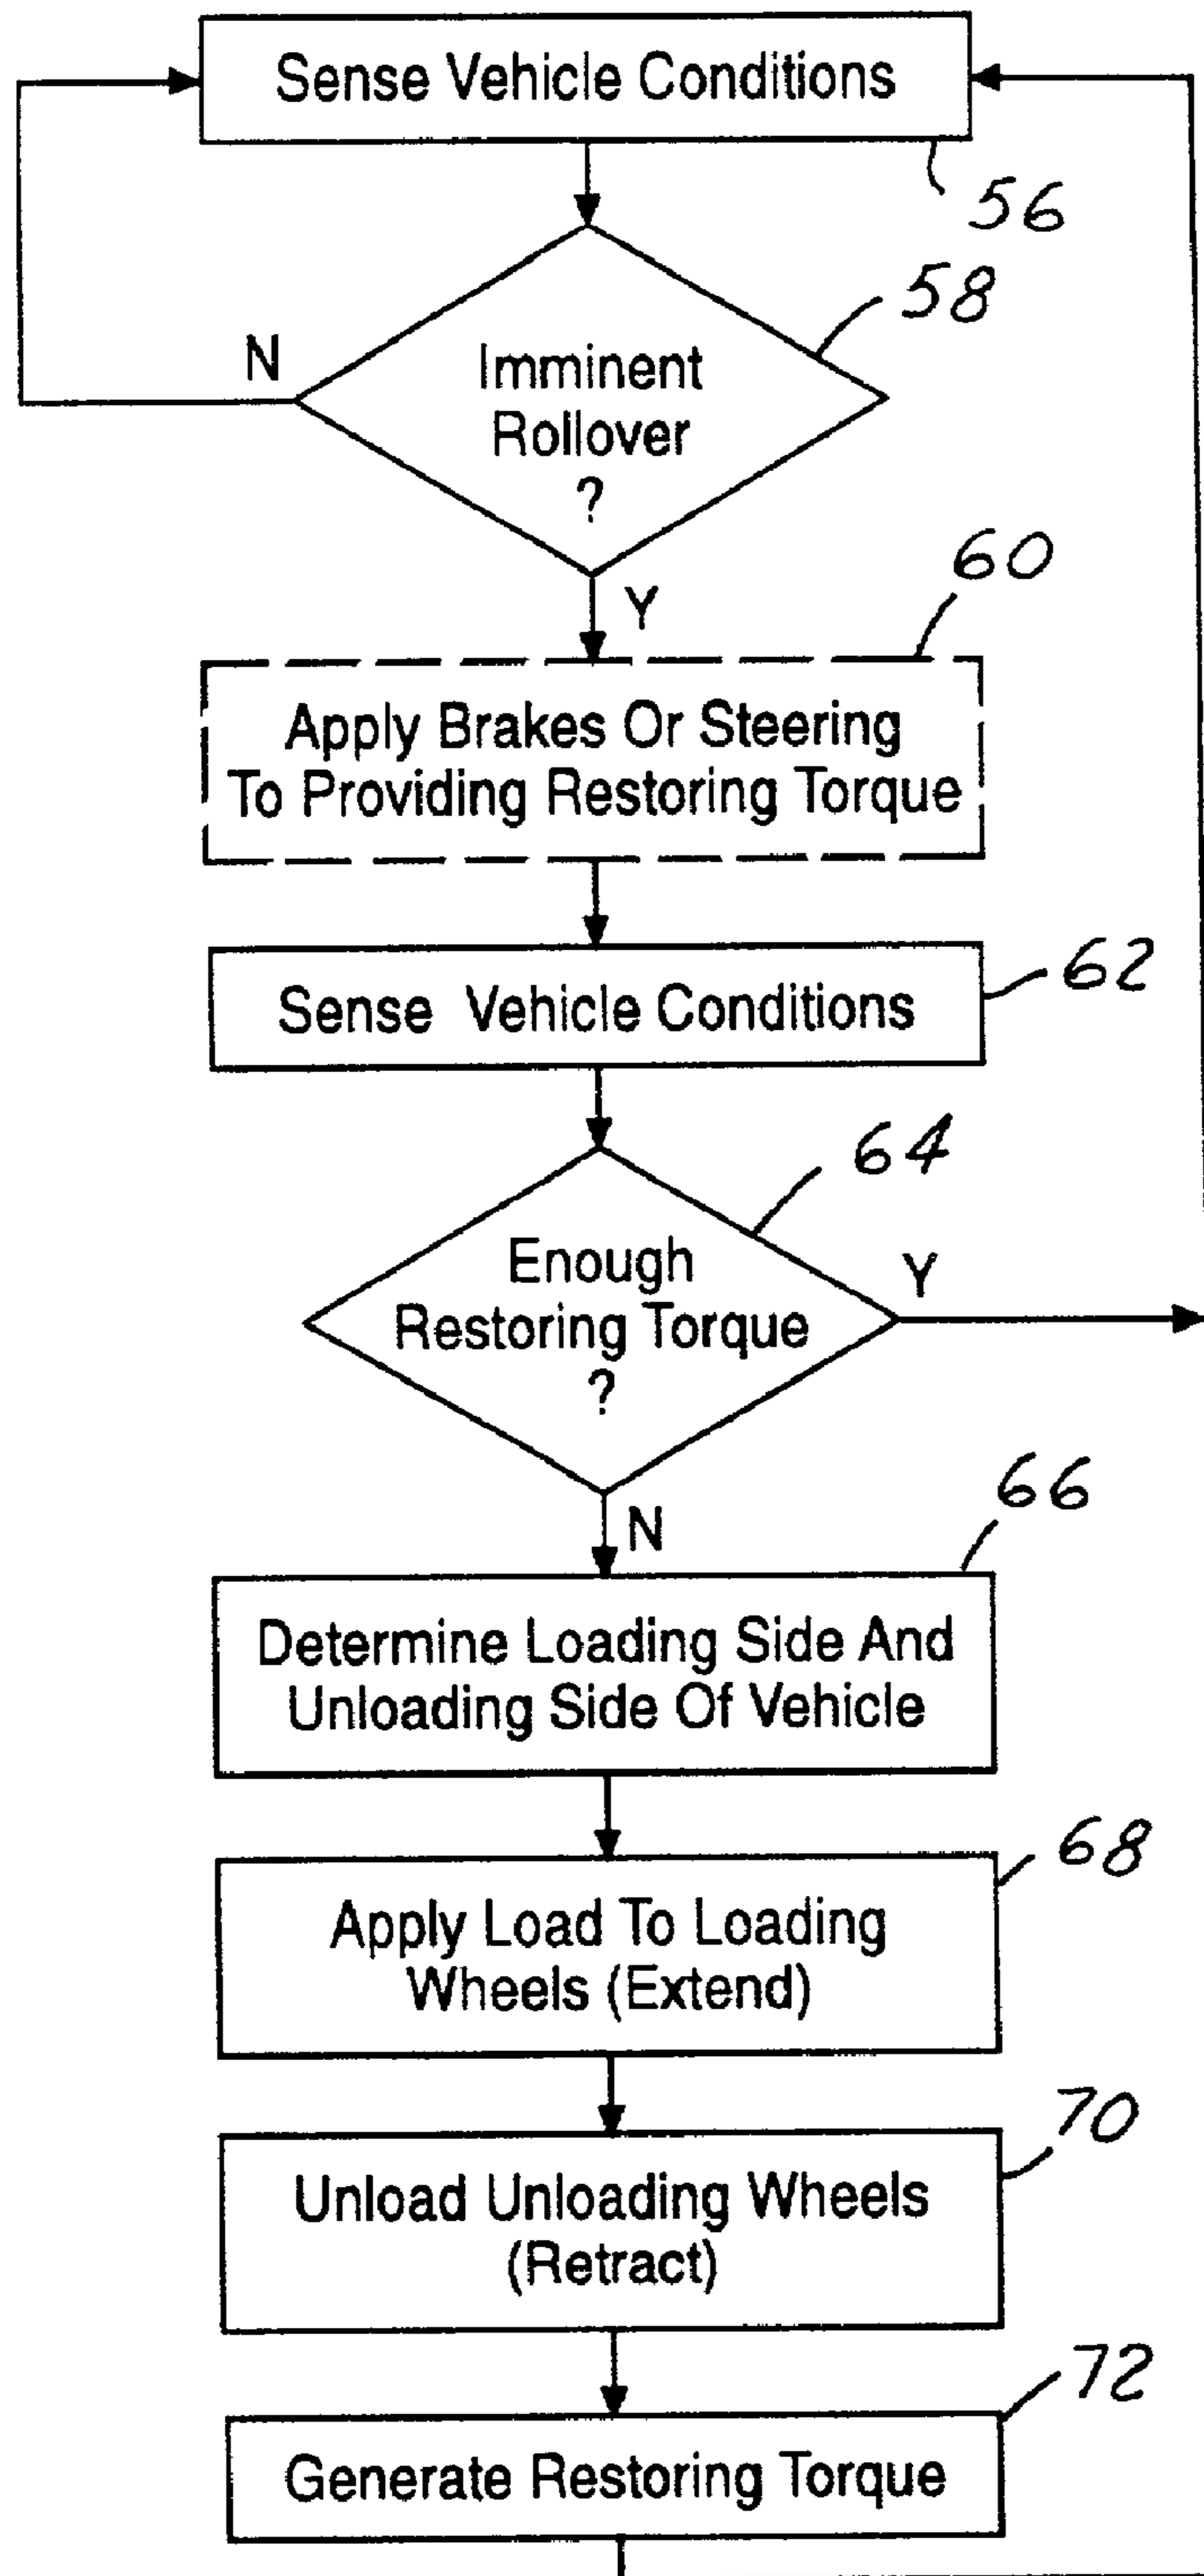 Sense Vehicle Conditions
56
58
N
Imminent
Rollover
?
Y
60
Apply Brakes Or Steering
To Providing Restoring Torque
Sense Vehicle Conditions
62
64
Enough
Restoring Torque
?
Y
N
66
Determine Loading Side And
Unloading Side Of Vehicle
68
Apply Load To Loading
Wheels (Extend)
70
Unload Unloading Wheels
(Retract)
72
Generate Restoring Torque